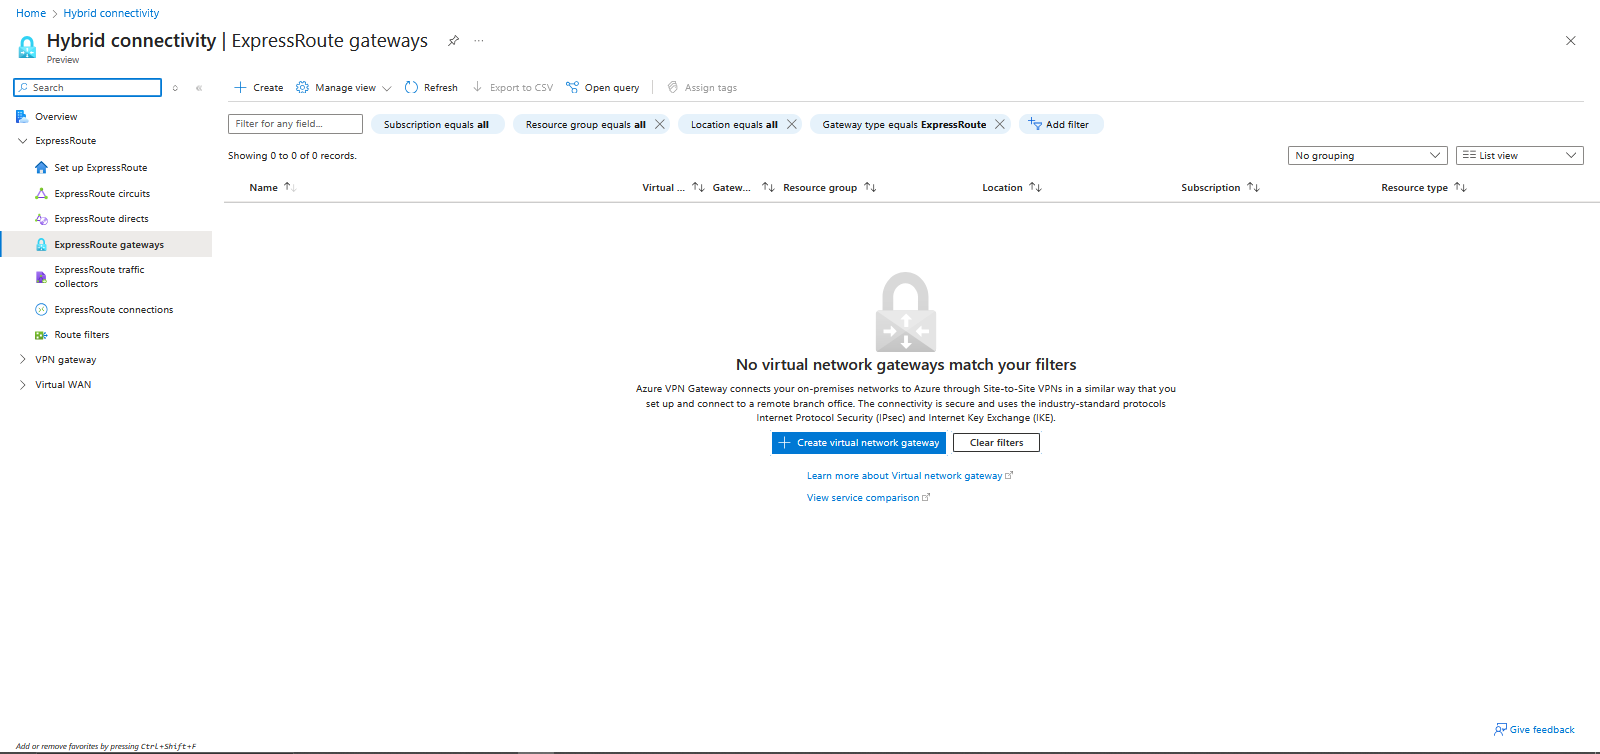 Home > Hybrid connectivity
Hybrid connectivity | ExpressRoute gateways ...
Preview
Search
Overview
ExpressRoute
Set up ExpressRoute
ExpressRoute circuits
ExpressRoute directs
ExpressRoute gateways
ExpressRoute traffic
collectors
ExpressRoute connections
Route filters
VPN gateway
Virtual WAN
Create Manage view Refresh Export to CSV Open query Assign tags
Filter for any field... Subscription equals all Resource group equals all Location equals all Gateway type equals ExpressRoute Add filter
Showing 0 to 0 of 0 records. No grouping List view
Name Virtual ... Gatew... Resource group Location Subscription Resource type
No virtual network gateways match your filters
Azure VPN Gateway connects your on-premises networks to Azure through Site-to-Site VPNs in a similar way that you
set up and connect to a remote branch office. The connectivity is secure and uses the industry-standard protocols
Internet Protocol Security (IPsec) and Internet Key Exchange (IKE).
Create virtual network gateway Clear filters
Learn more about Virtual network gateway
View service comparison
Give feedback
Add or remove favorites by pressing Ctrl+Shift+F